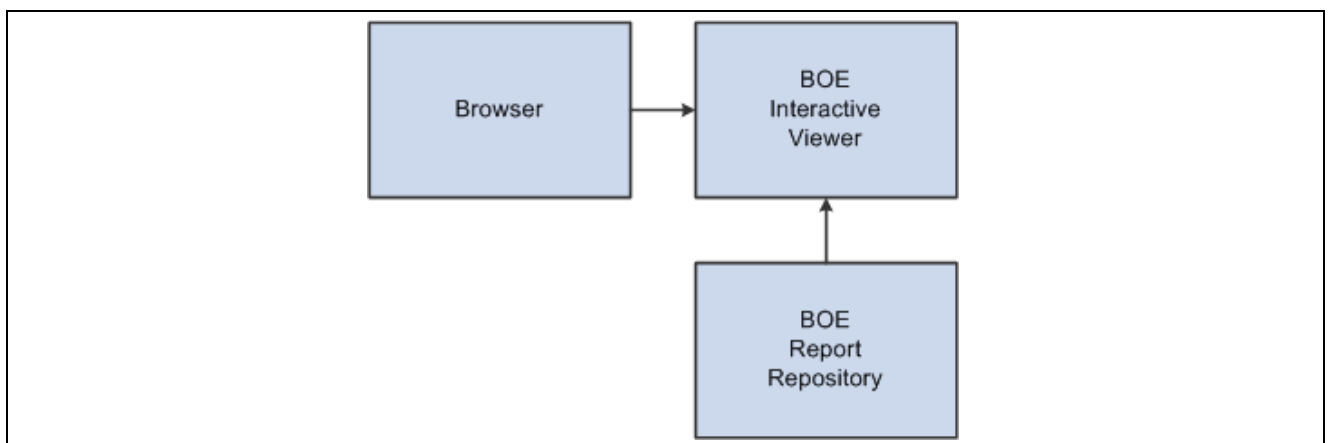 Browser
BOE
Interactive
Viewer
BOE
Report
Repository